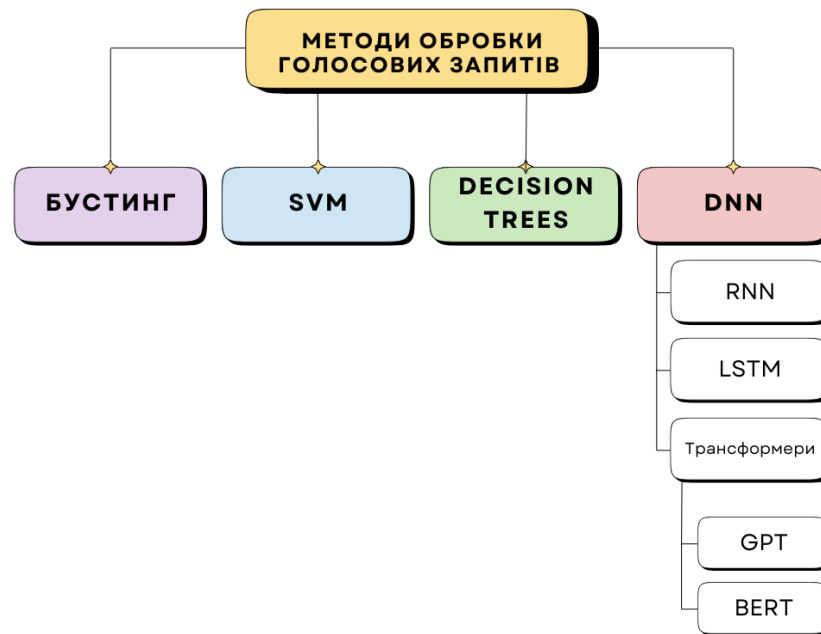 МЕТОДИ ОБРОБКИ
ГОЛОСОВИХ ЗАПИТІВ
БУСТИНГ
SVM
DECISION
TREES
DNN
RNN
LSTM
Трансформери
GPT
BERT